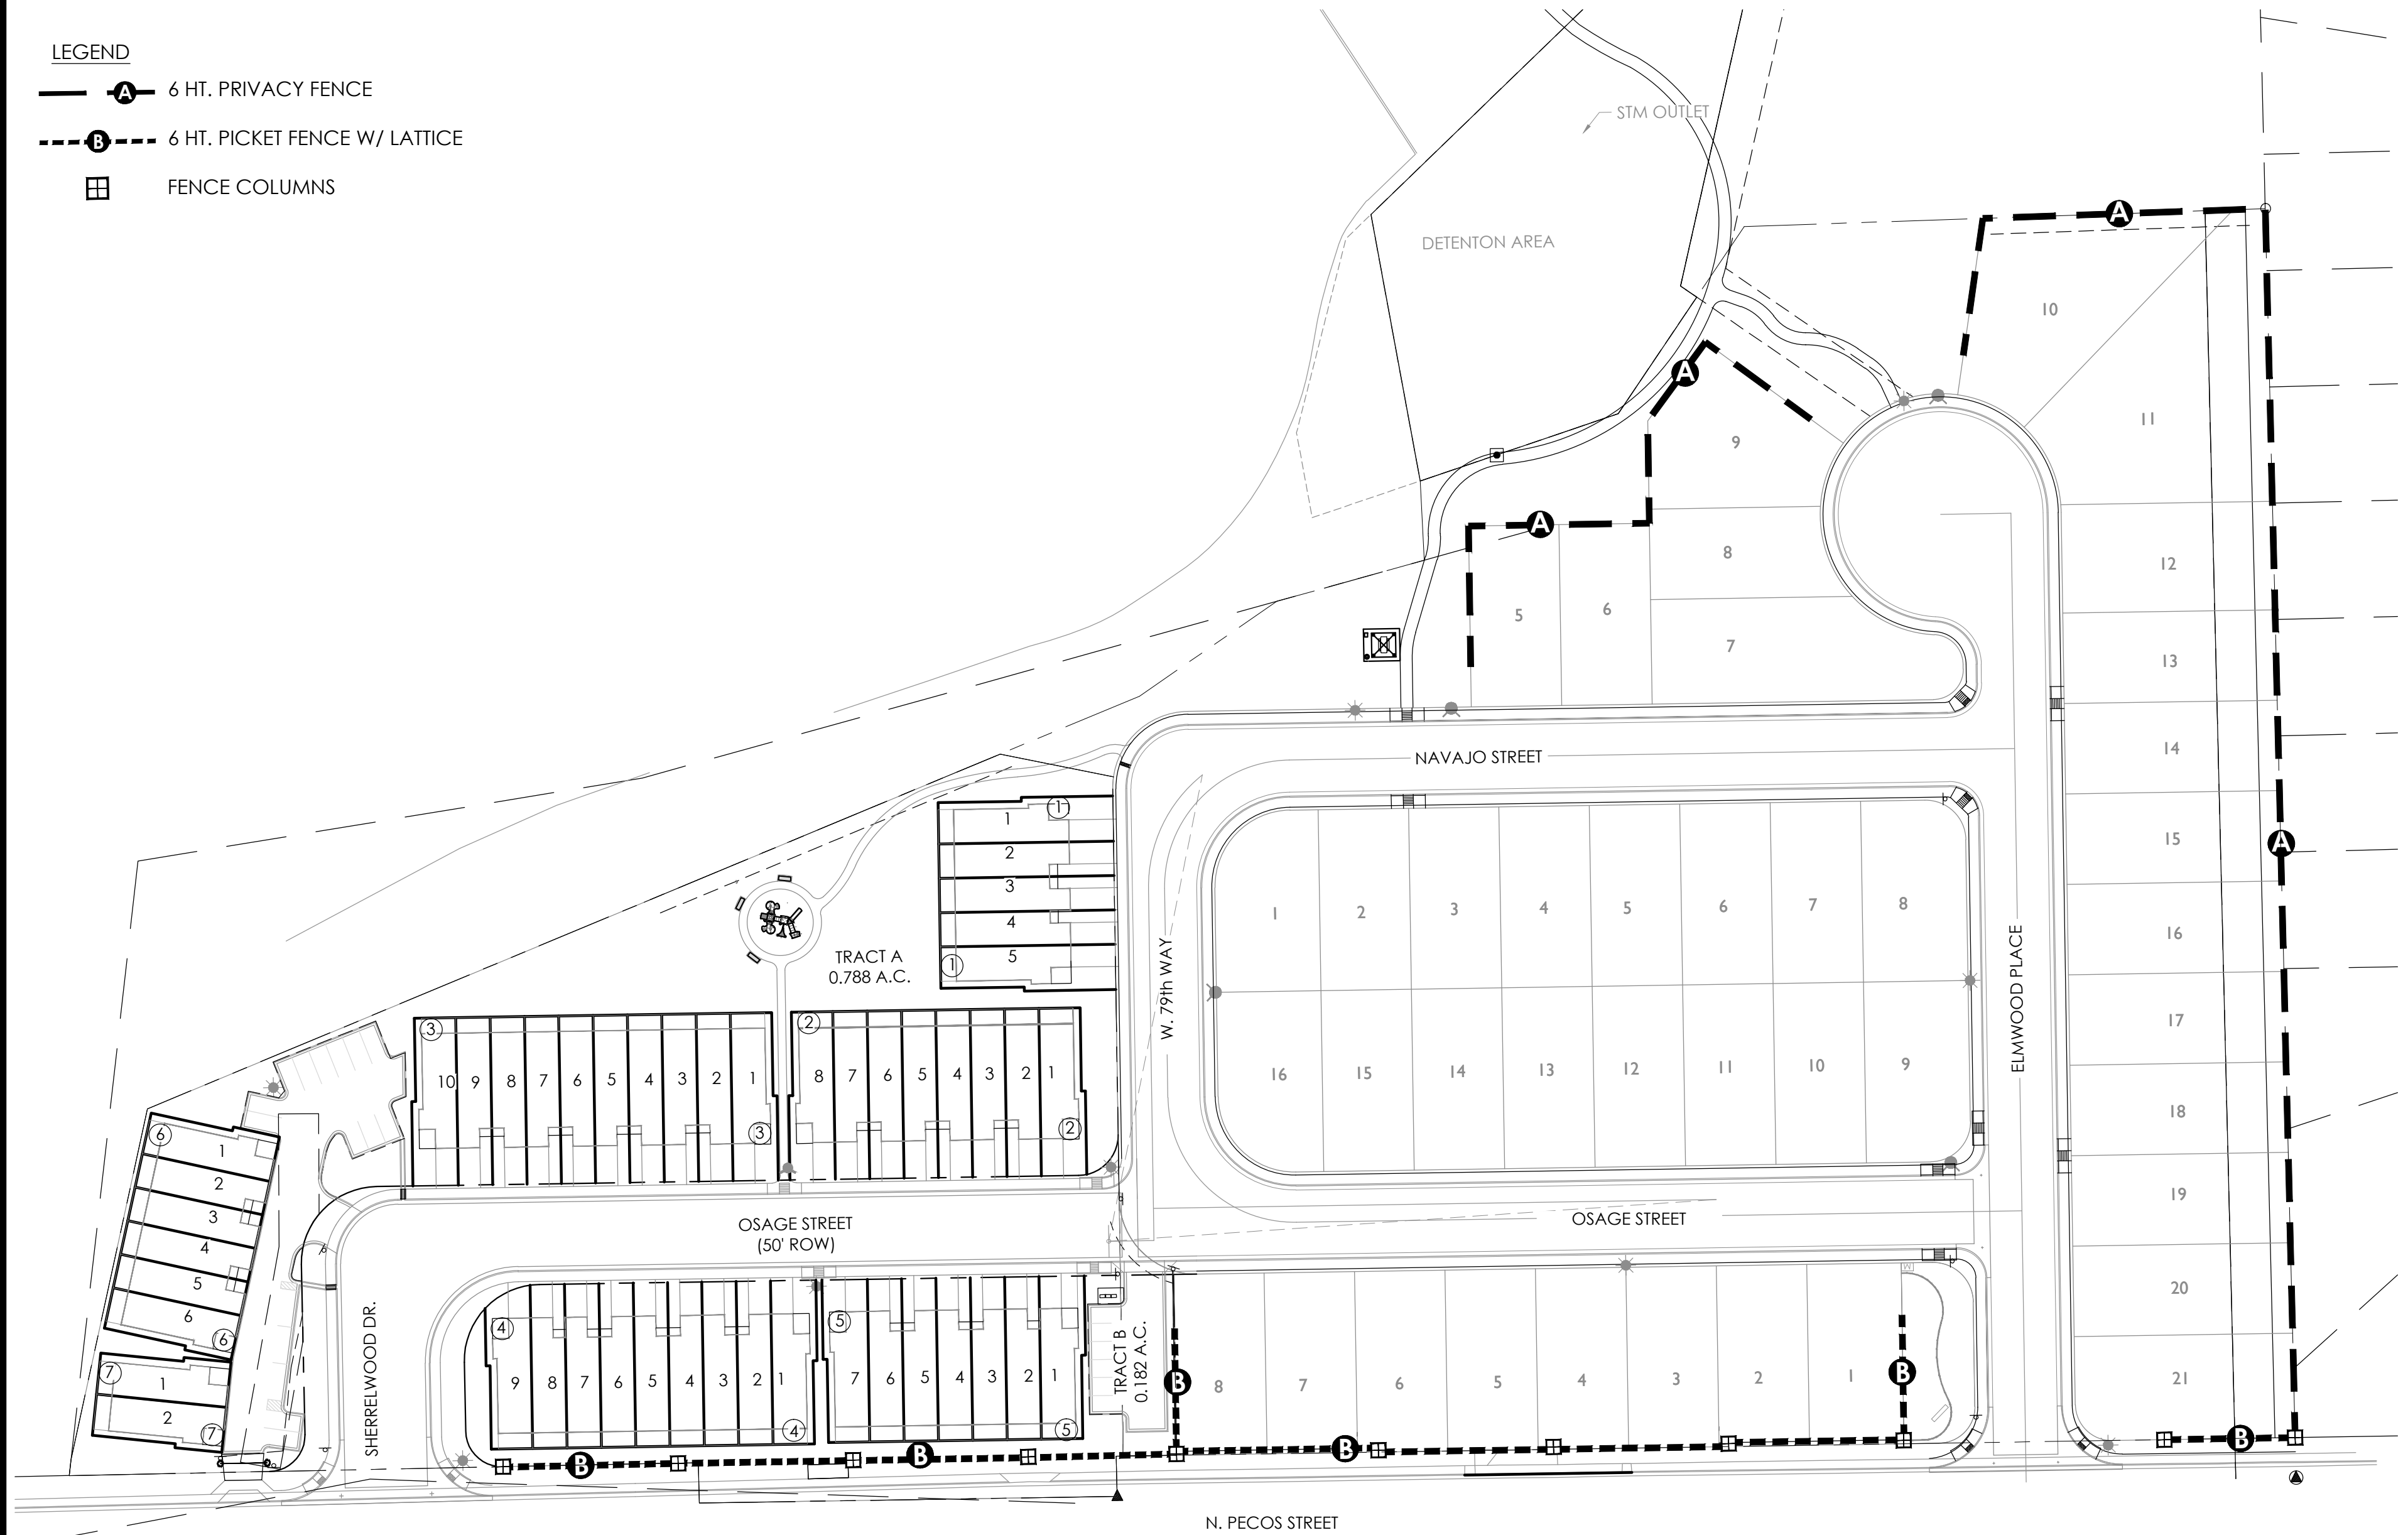 LEGEND
A 6 HT. PRIVACY FENCE
B 6 HT. PICKET FENCE W/ LATTICE
FENCE COLUMNS
STM OUTLET
DETENTON AREA
A
A
A
10
11
9
8
7
5
6
12
13
14
15
16
17
18
19
20
21
A
NAVAJO STREET
W. 79th WAY
ELMWOOD PLACE
1 2 3 4 5 6 7 8
16 15 14 13 12 11 10 9
1
1
2
3
4
5
1
TRACT A
0.788 A.C.
3
10 9 8 7 6 5 4 3 2 1
3
2
8 7 6 5 4 3 2 1
2
6
1
2
3
4
5
6
6
7
1
2
7
OSAGE STREET
(50' ROW)
OSAGE STREET
SHERRELWOOD DR.
4
9 8 7 6 5 4 3 2 1
4
5
7 6 5 4 3 2 1
5
TRACT B
0.182 A.C.
B
8 7 6 5 4 3 2 1
B
B
B
B
B
N. PECOS STREET